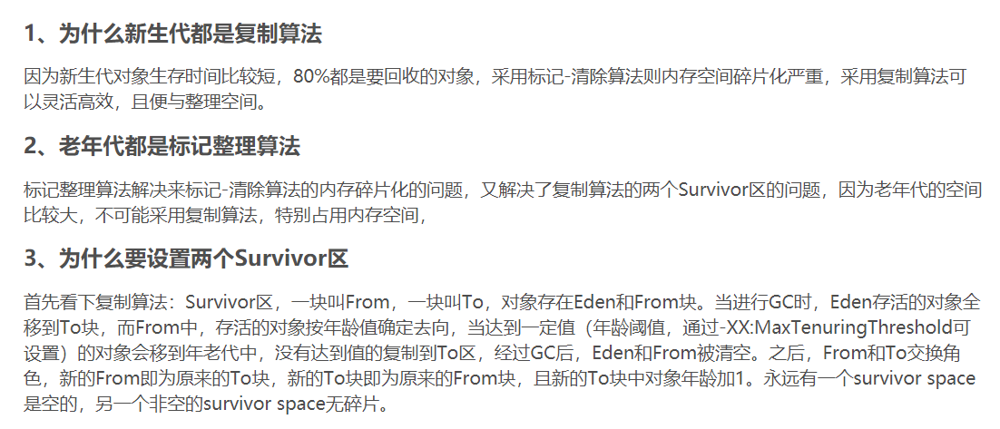 1、为什么新生代都是复制算法
因为新生代对象生存时间比较短，80%都是要回收的对象，采用标记-清除算法则内存空间碎片化严重，采用复制算法可
以灵活高效，且便与整理空间。
2、老年代都是标记整理算法
标记整理算法解决来标记-清除算法的内存碎片化的问题，又解决了复制算法的两个Survivor区的问题，因为老年代的空间
比较大，不可能采用复制算法，特别占用内存空间，
3、为什么要设置两个Survivor区
首先看下复制算法：Survivor区，一块叫From，一块叫To，对象存在Eden和From块。当进行GC时，Eden存活的对象全
移到To块，而From中，存活的对象按年龄值确定去向，当达到一定值（年龄阈值，通过-XX:MaxTenuringThreshold可
设置）的对象会移到年老代中，没有达到值的复制到To区，经过GC后，Eden和From被清空。之后，From和To交换角
色，新的From即为原来的To块，新的To块即为原来的From块，且新的To块中对象年龄加1。永远有一个survivor space
是空的，另一个非空的survivor space无碎片。